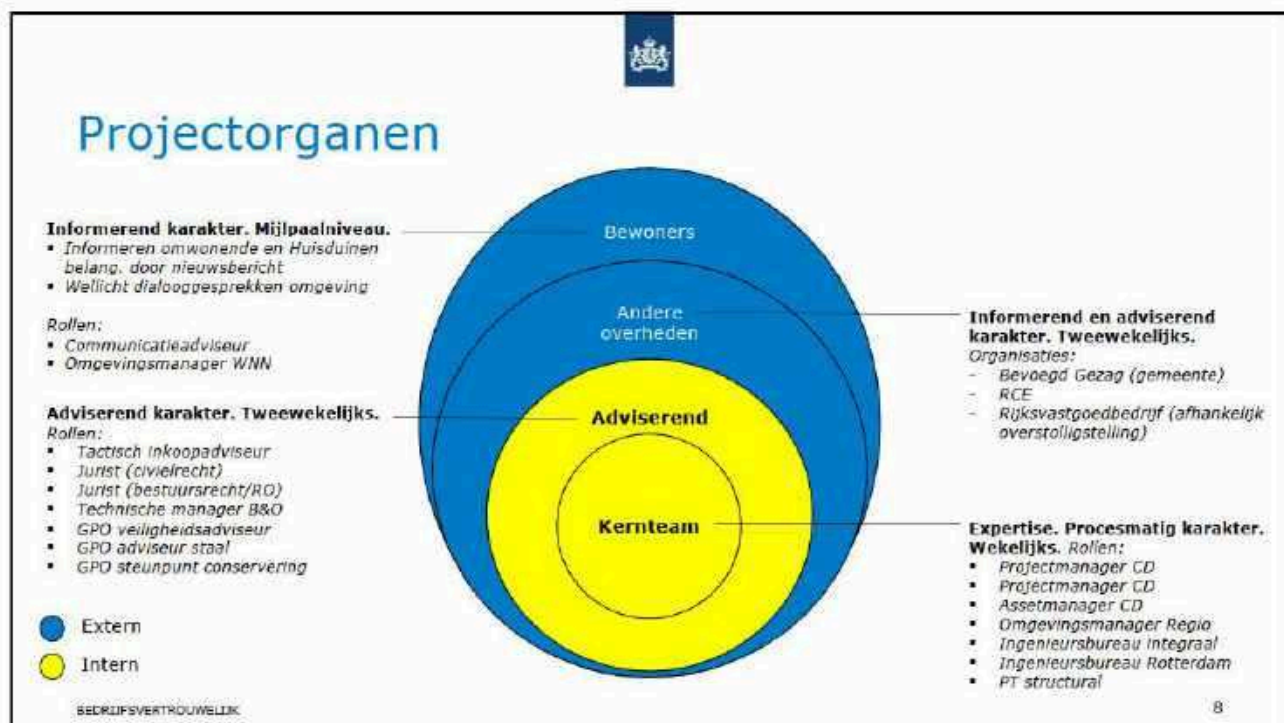 Projectorganen
Informerend karakter. Mijlpaalniveau.
▪ Informeren omwonende en Huisduinen
belang. door nieuwsbericht
▪ Wellicht dialooggesprekken omgeving
Rollen:
▪ Communicatieadviseur
▪ Omgevingsmanager WNN
Adviserend karakter. Tweewekelijks.
Rollen:
▪ Tactisch inkoopadviseur
▪ Jurist (civielrecht)
▪ Jurist (bestuursrecht/RO)
▪ Technische manager B&O
▪ GPO veiligheidsadviseur
▪ GPO adviseur staal
▪ GPO steunpunt conservering
Extern
Intern
Bewoners
Andere
overheden
Adviserend
Kernteam
Informerend en adviserend
karakter. Tweewekelijks.
Organisaties:
- Bevoegd Gezag (gemeente)
- RCE
- Rijksvastgoedbedrijf (afhankelijk
Expertise. Procesmatig karakter.
Wekelijks. Rollen:
▪ Projectmanager CD
▪ Projectmanager CD
▪ Assetmanager CD
▪ Omgevingsmanager Regio
▪ Ingenieursbureau integraal
▪ Ingenieursbureau Rotterdam
▪ PT structural
BEDRIJFSVERTROUWELIJK
8